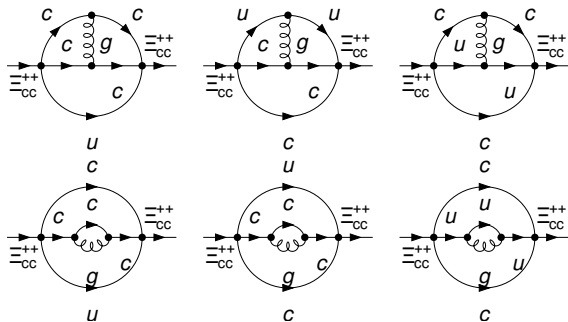 c c u u c c
c g Ξcc++ c g Ξcc++ u g Ξcc++
Ξcc++ c Ξcc++ c Ξcc++ u
u c c
c u c
c c u
c Ξcc++ c Ξcc++ u Ξcc++
Ξcc++ c Ξcc++ c Ξcc++ u
g g g
u c c